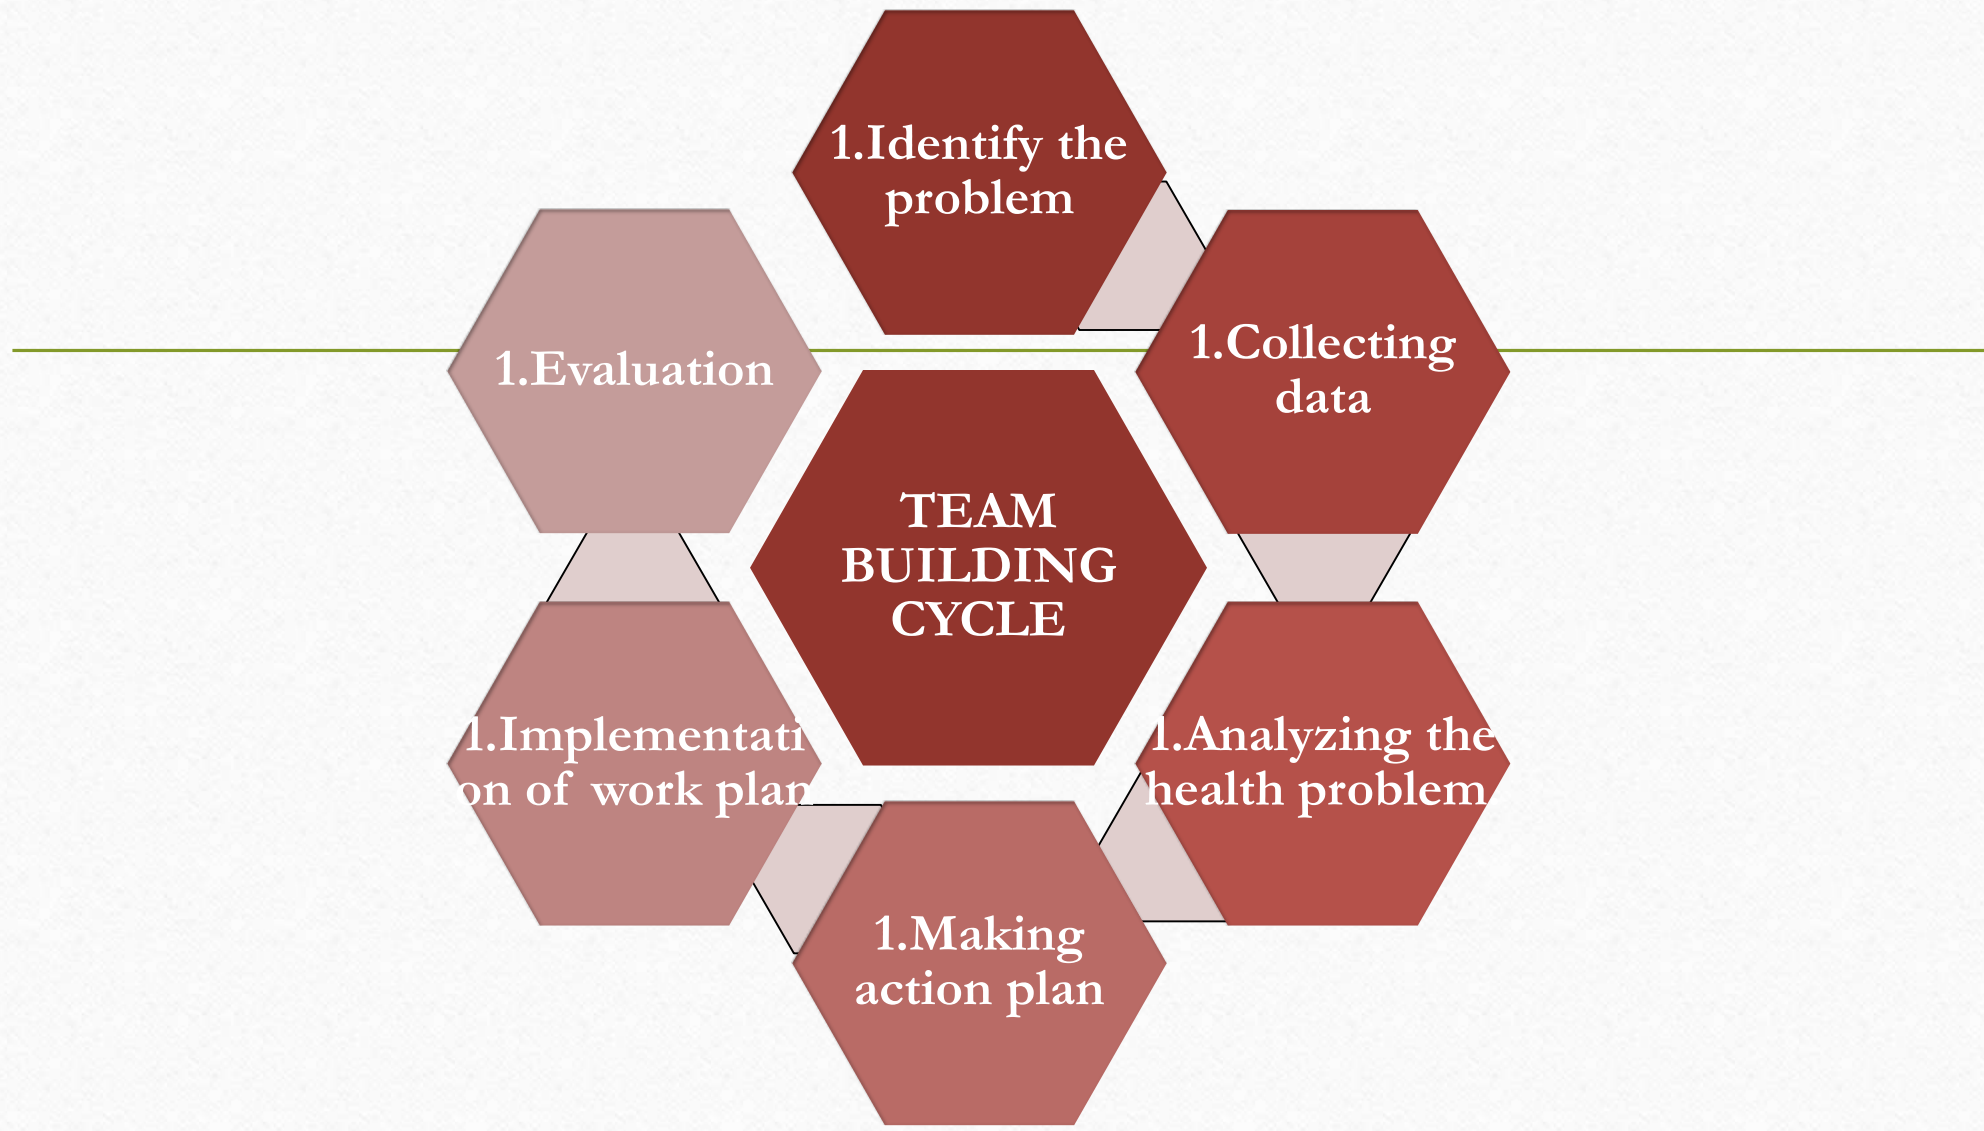 1.Identify the
problem
1.Collecting
data
1.Analyzing the
health problem
1.Making
action plan
1.Implementati
on of work plan
1.Evaluation
TEAM
BUILDING
CYCLE